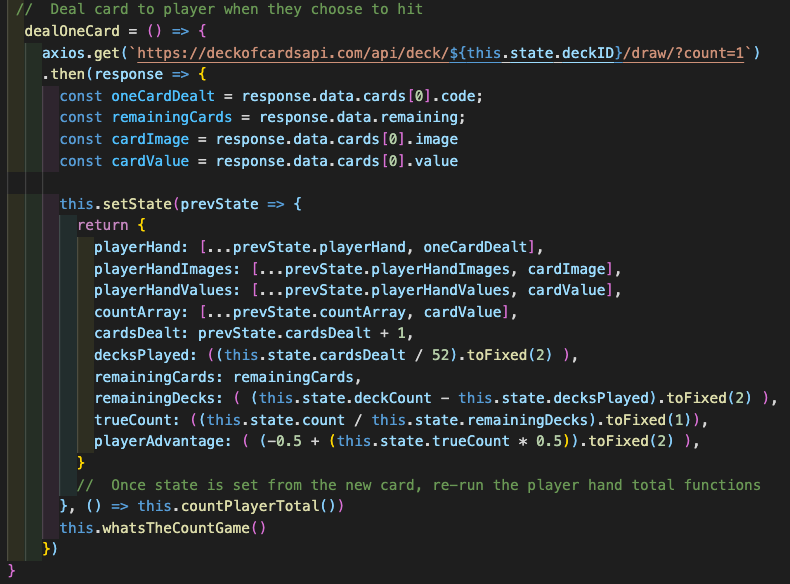 //  Deal card to player when they choose to hit
dealOneCard = () => {
axios.get(`https://deckofcardsapi.com/api/deck/${this.state.deckID}/draw/?count=1`)
.then(response => {
const oneCardDealt = response.data.cards[0].code;
const remainingCards = response.data.remaining;
const cardImage = response.data.cards[0].image
const cardValue = response.data.cards[0].value
this.setState(prevState => {
return {
playerHand: [...prevState.playerHand, oneCardDealt],
playerHandImages: [...prevState.playerHandImages, cardImage],
playerHandValues: [...prevState.playerHandValues, cardValue],
countArray: [...prevState.countArray, cardValue],
cardsDealt: prevState.cardsDealt + 1,
decksPlayed: ((this.state.cardsDealt / 52).toFixed(2) ),
remainingCards: remainingCards,
remainingDecks: ( (this.state.deckCount - this.state.decksPlayed).toFixed(2) ),
trueCount: ((this.state.count / this.state.remainingDecks).toFixed(1)),
playerAdvantage: ( (-0.5 + (this.state.trueCount * 0.5)).toFixed(2) ),
}
//  Once state is set from the new card, re-run the player hand total functions
}, () => this.countPlayerTotal())
this.whatsTheCountGame()
})
}